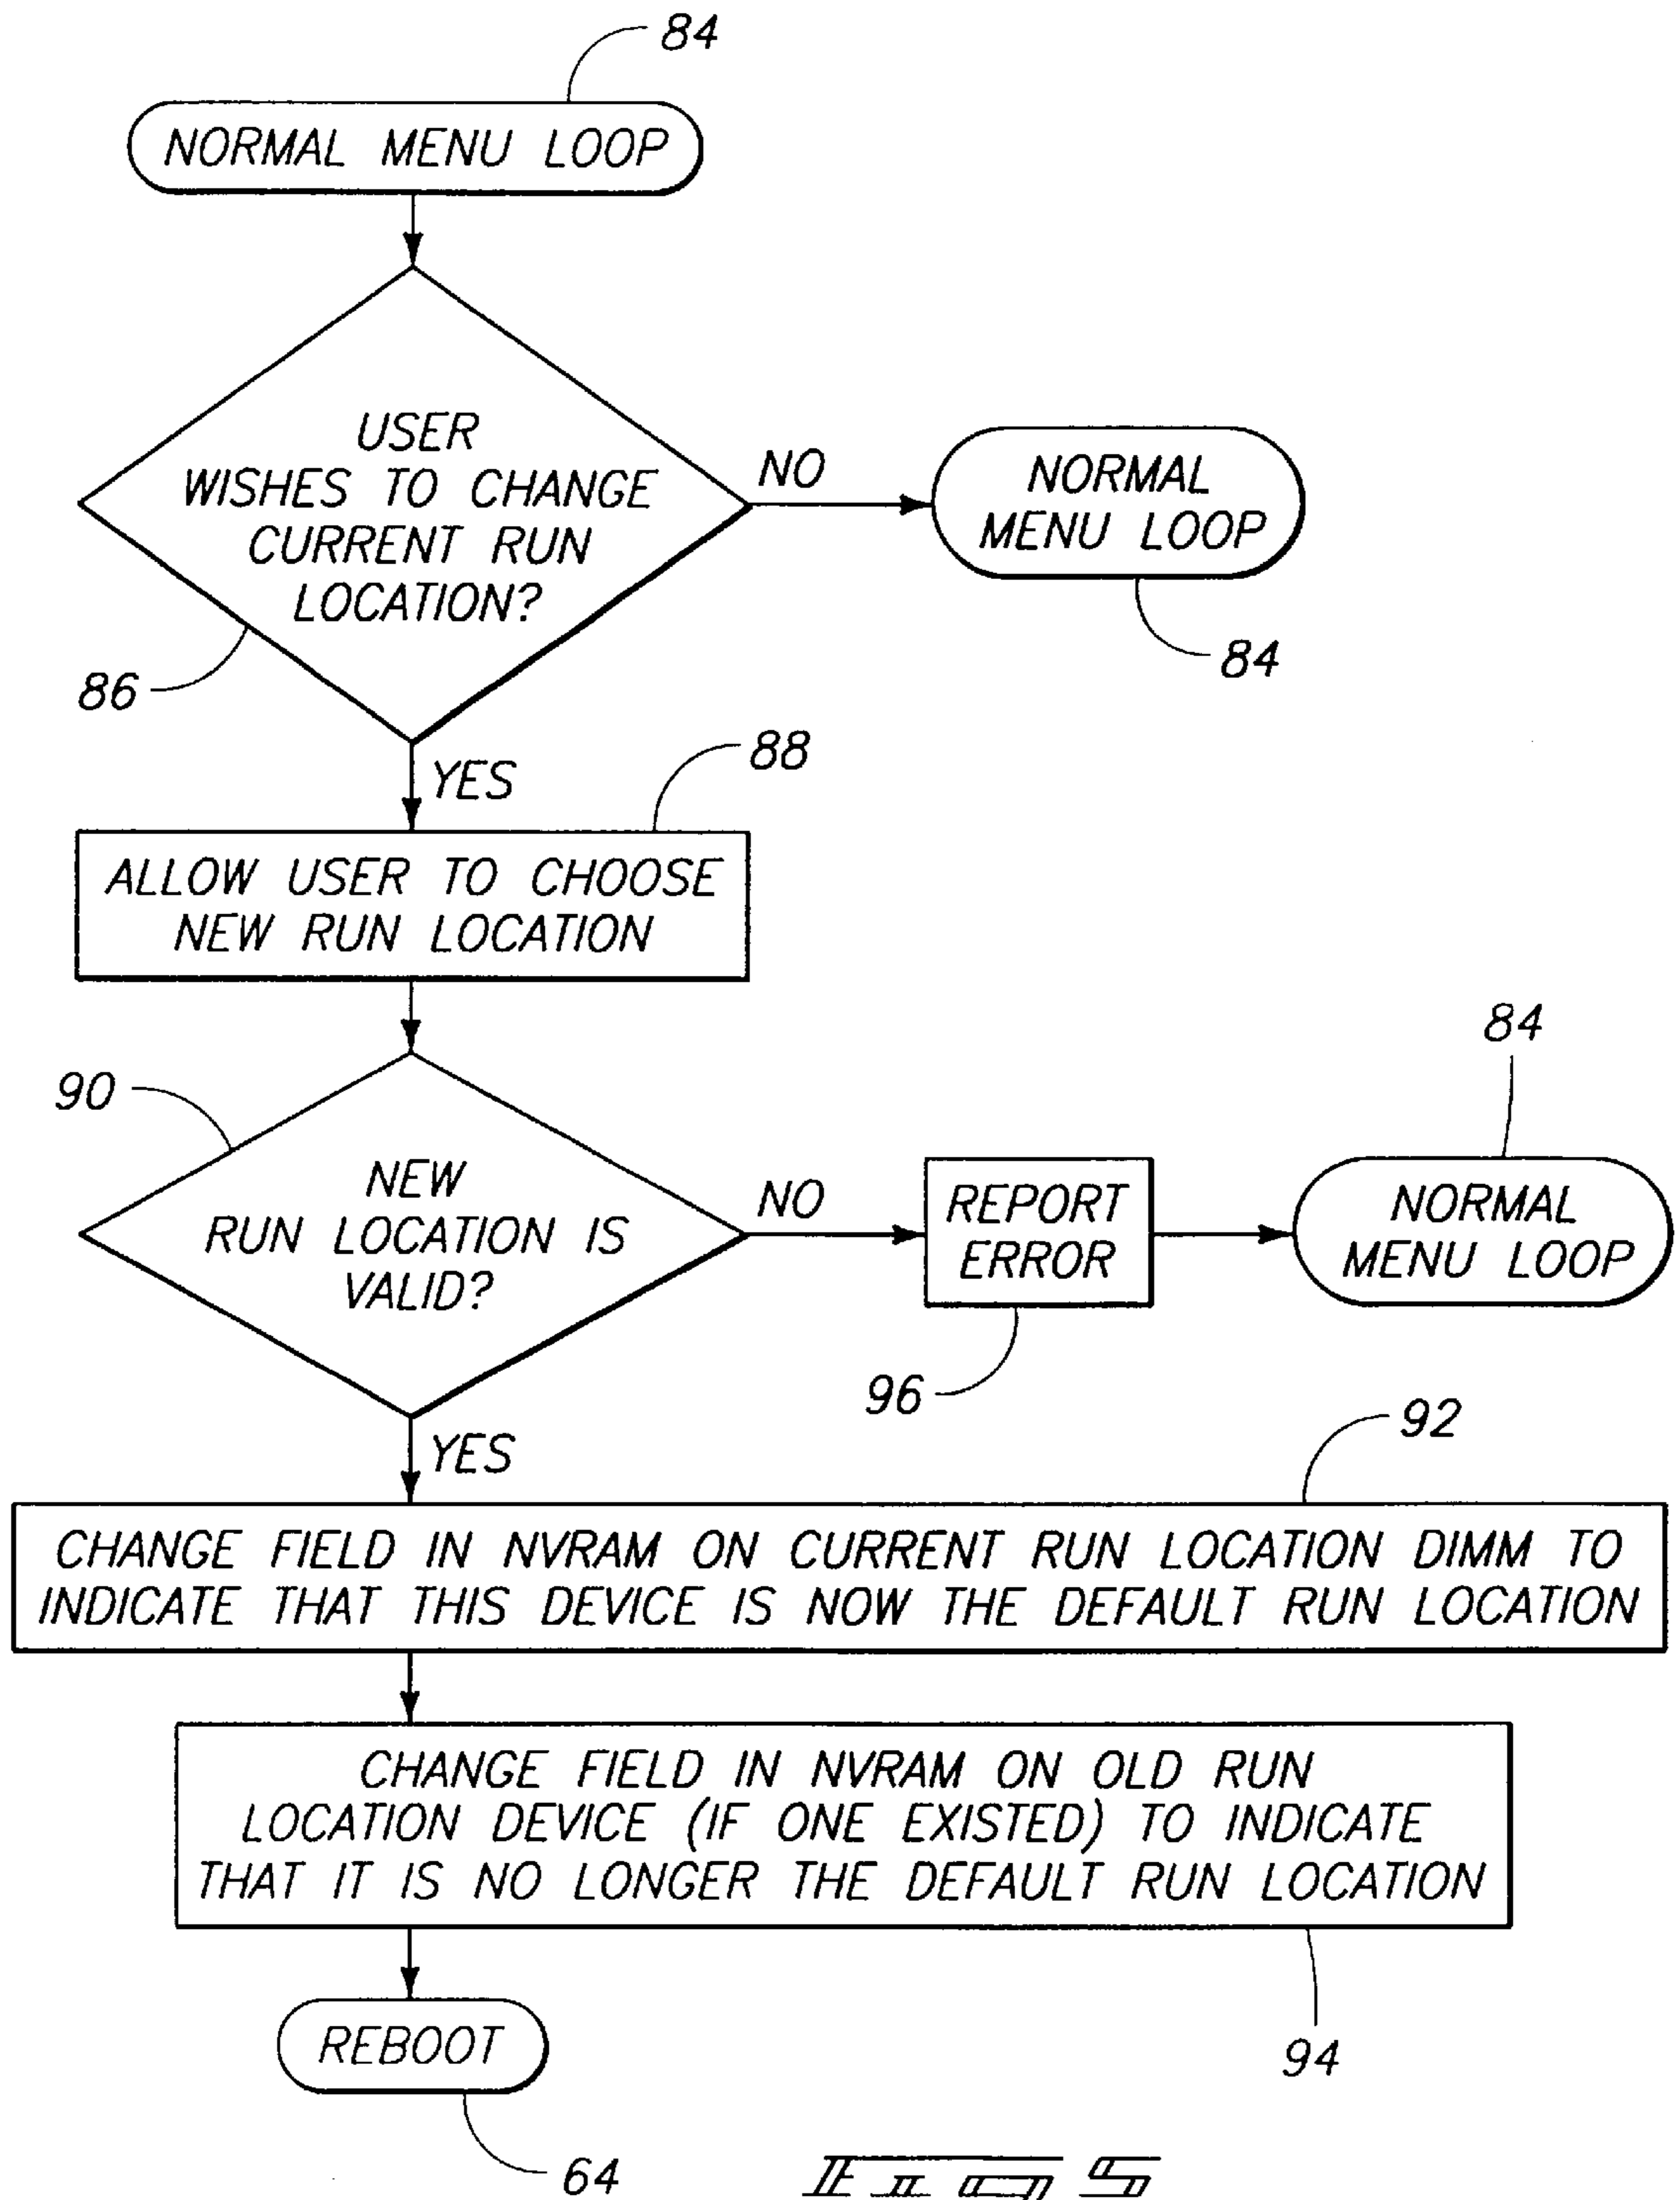 84
NORMAL MENU LOOP
USER
WISHES TO CHANGE
CURRENT RUN
LOCATION?
NO
NORMAL
MENU LOOP
84
86
YES
88
ALLOW USER TO CHOOSE
NEW RUN LOCATION
90
NEW
RUN LOCATION IS
VALID?
NO
REPORT
ERROR
96
84
NORMAL
MENU LOOP
YES
92
CHANGE FIELD IN NVRAM ON CURRENT RUN LOCATION DIMM TO
INDICATE THAT THIS DEVICE IS NOW THE DEFAULT RUN LOCATION
CHANGE FIELD IN NVRAM ON OLD RUN
LOCATION DEVICE (IF ONE EXISTED) TO INDICATE
THAT IT IS NO LONGER THE DEFAULT RUN LOCATION
94
REBOOT
64